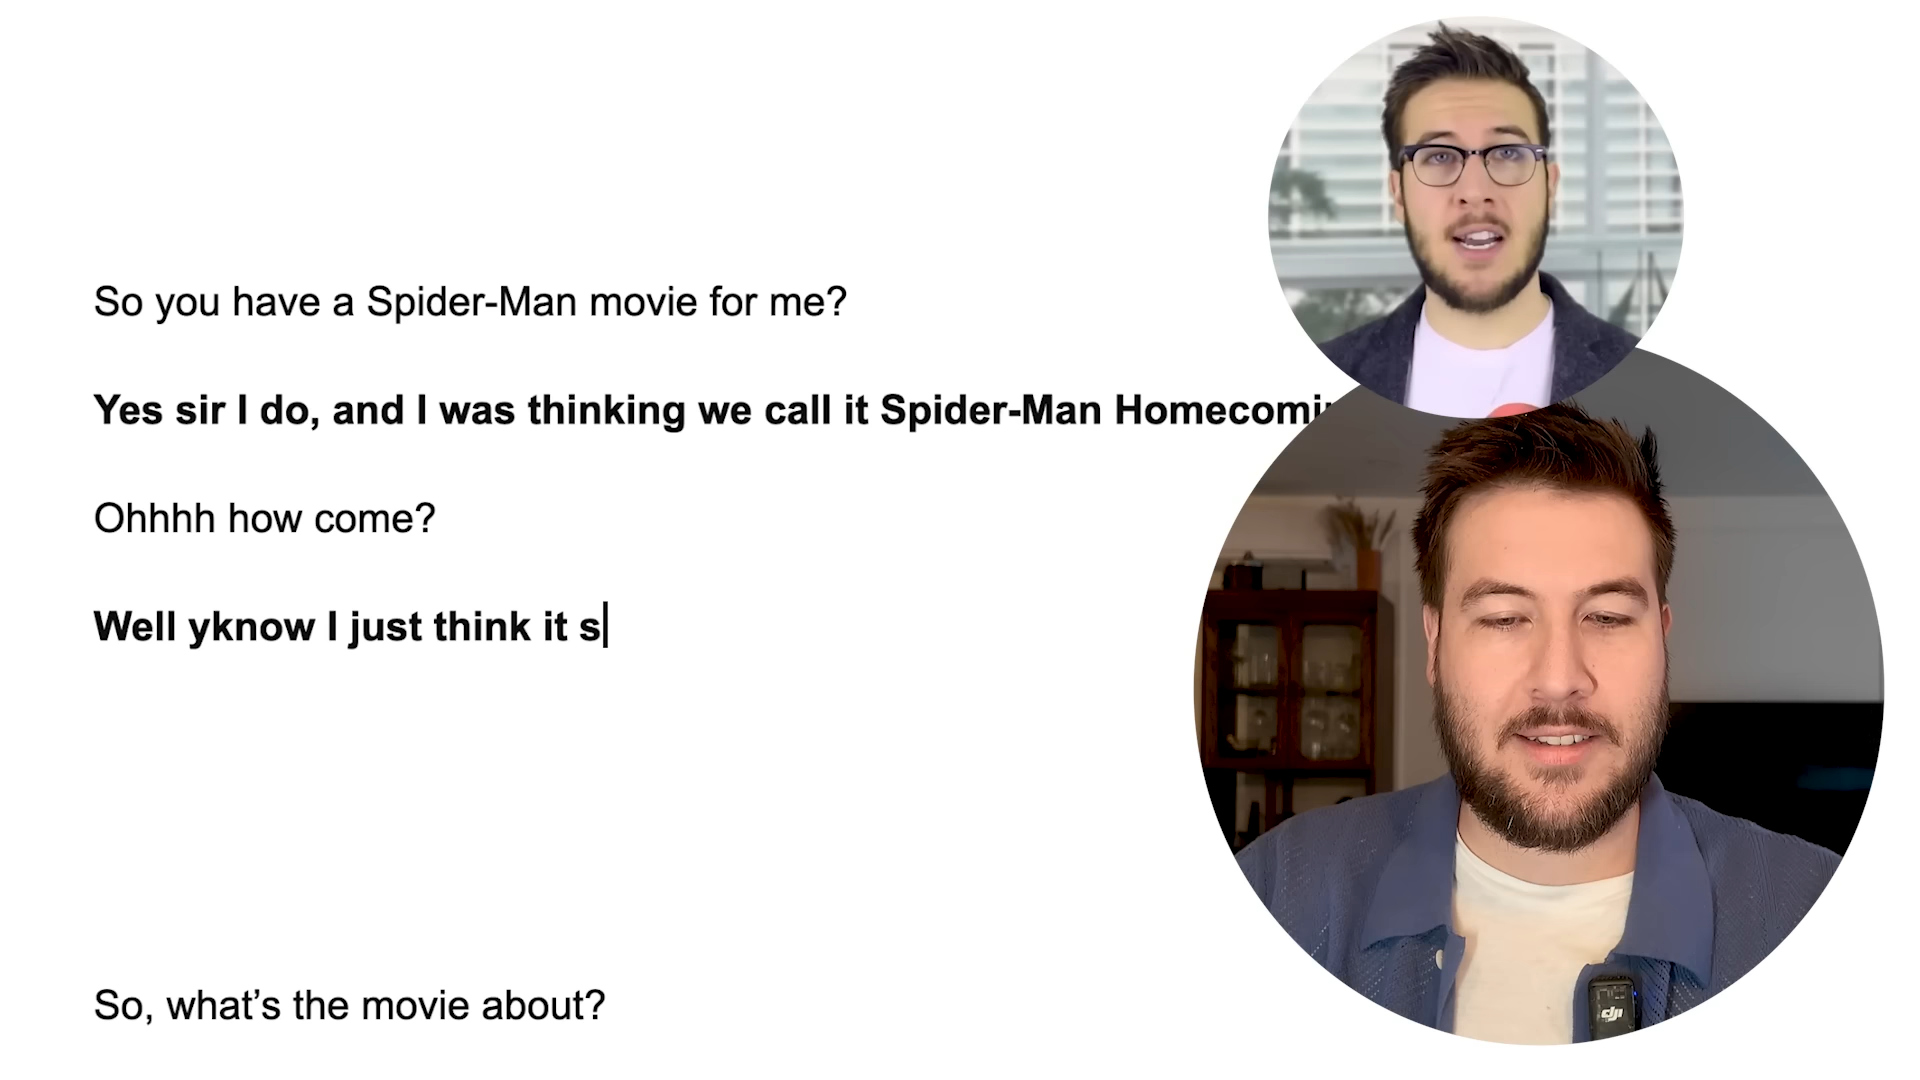 So you have a Spider-Man movie for me?
Yes sir I do, and I was thinking we call it Spider-Man
Ohhhh how come?
Well yknow I just think it s
So, what’s the movie about?
dji